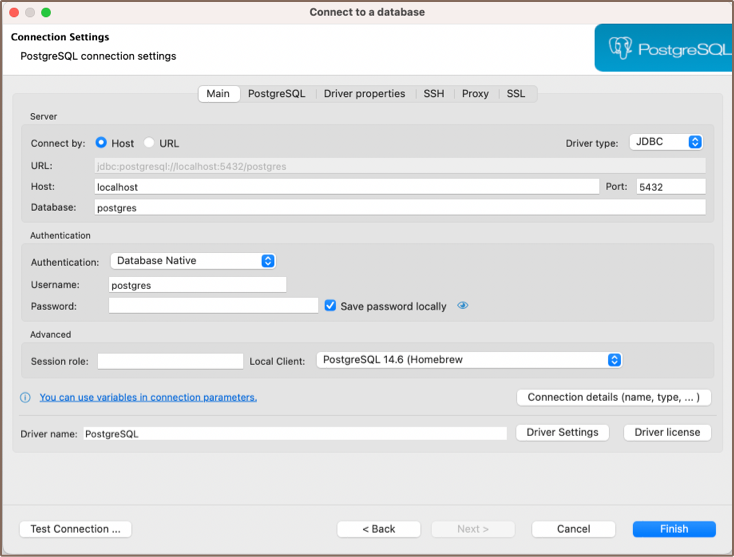 Connect to a database
Connection Settings
PostgreSQL connection settings
PostgreSQL
Main PostgreSQL Driver properties SSH Proxy SSL
Server
Connect by: Host URL Driver type: JDBC
URL: jdbc:postgresql://localhost:5432/postgres
Host: localhost Port: 5432
Database: postgres
Authentication
Authentication: Database Native
Username: postgres
Password: Save password locally
Advanced
Session role: Local Client: PostgreSQL 14.6 (Homebrew
You can use variables in connection parameters. Connection details (name, type, ... )
Driver name: PostgreSQL Driver Settings Driver license
Test Connection ... < Back Next > Cancel Finish